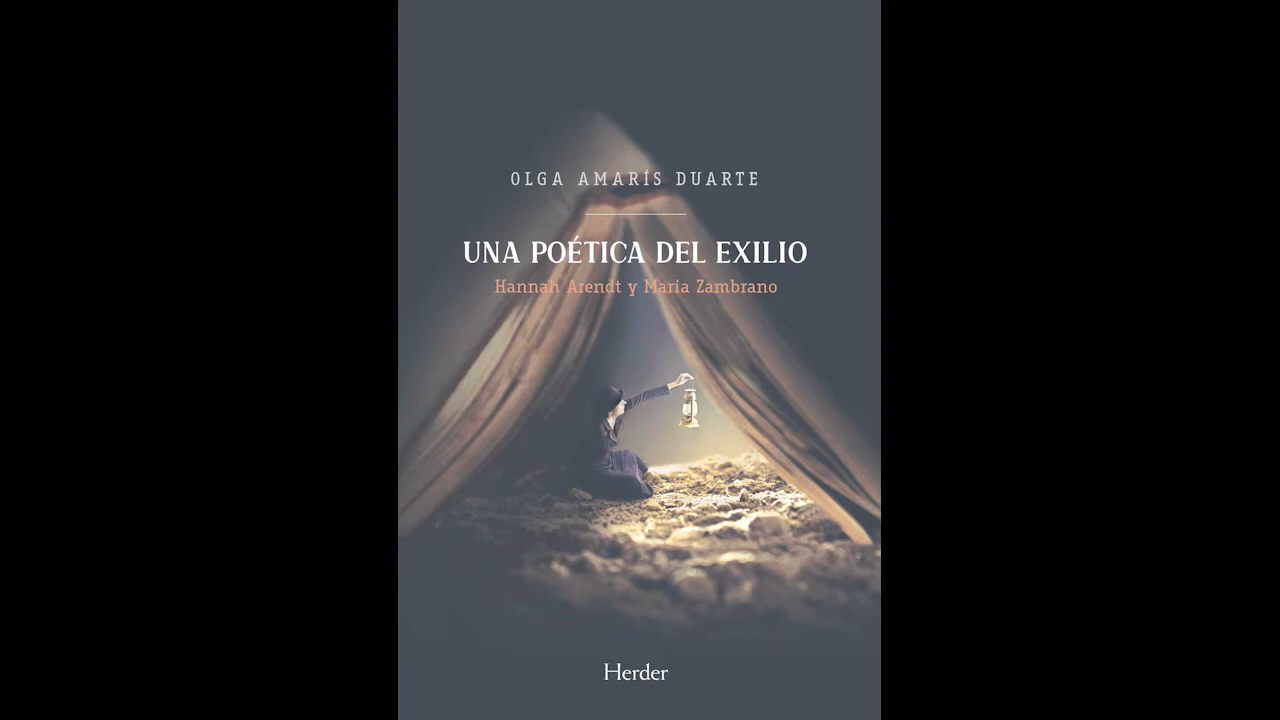 OLGA AMARÍS DUARTE
UNA POÉTICA DEL EXILIO
Hannah Arendt y María Zambrano
Herder